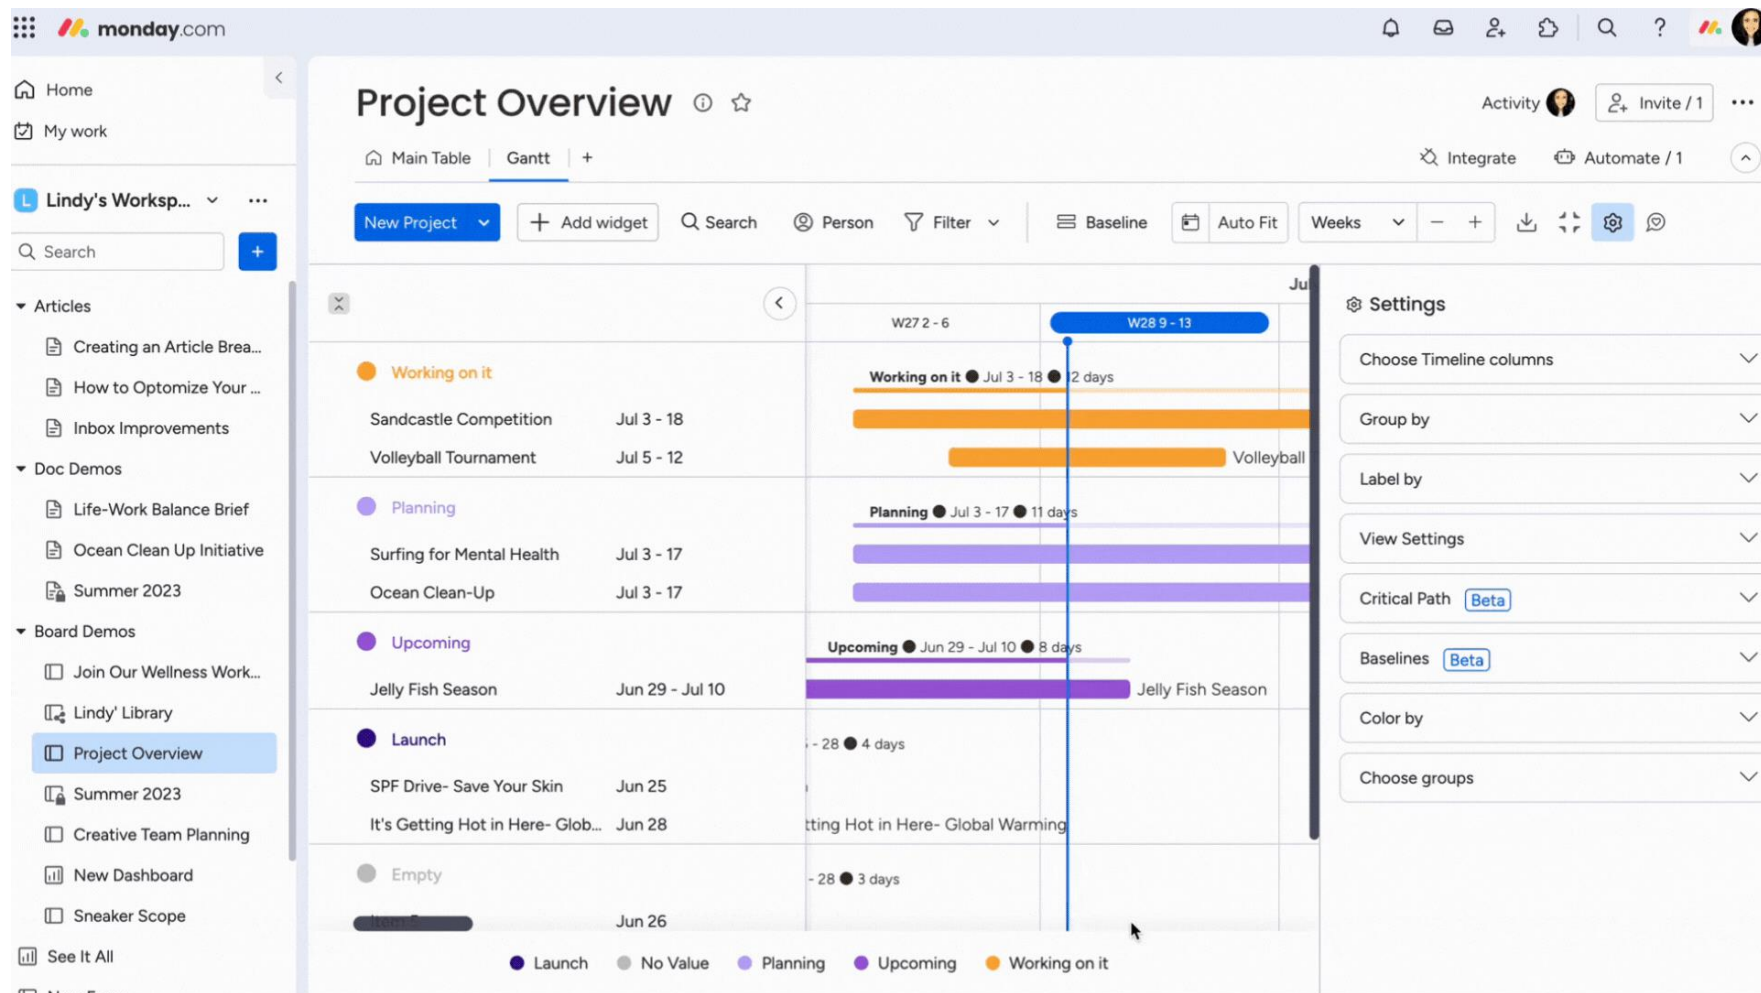 monday.com
Home
My work
L Lindy's Worksp...
Search
+
Articles
Creating an Article Brea...
How to Optomize Your ...
Inbox Improvements
Doc Demos
Life-Work Balance Brief
Ocean Clean Up Initiative
Summer 2023
Board Demos
Join Our Wellness Work...
Lindy' Library
Project Overview
Summer 2023
Creative Team Planning
New Dashboard
Sneaker Scope
See It All
Project Overview
Activity
Invite / 1
Main Table
Gantt
+
Integrate
Automate / 1
New Project
+ Add widget
Search
Person
Filter
Baseline
Auto Fit
Weeks
− +
Jul
W27 2 - 6
W28 9 - 13
Working on it
Working on it ● Jul 3 - 18 ● 12 days
Sandcastle Competition Jul 3 - 18
Volleyball Tournament Jul 5 - 12
Volleyball
Planning
Planning ● Jul 3 - 17 ● 11 days
Surfing for Mental Health Jul 3 - 17
Ocean Clean-Up Jul 3 - 17
Upcoming
Upcoming ● Jun 29 - Jul 10 ● 8 days
Jelly Fish Season Jun 29 - Jul 10
Jelly Fish Season
Launch
- 28 ● 4 days
SPF Drive- Save Your Skin Jun 25
It's Getting Hot in Here- Glob... Jun 28
tting Hot in Here- Global Warming
Empty
- 28 ● 3 days
Jun 26
Launch
No Value
Planning
Upcoming
Working on it
Settings
Choose Timeline columns
Group by
Label by
View Settings
Critical Path Beta
Baselines Beta
Color by
Choose groups